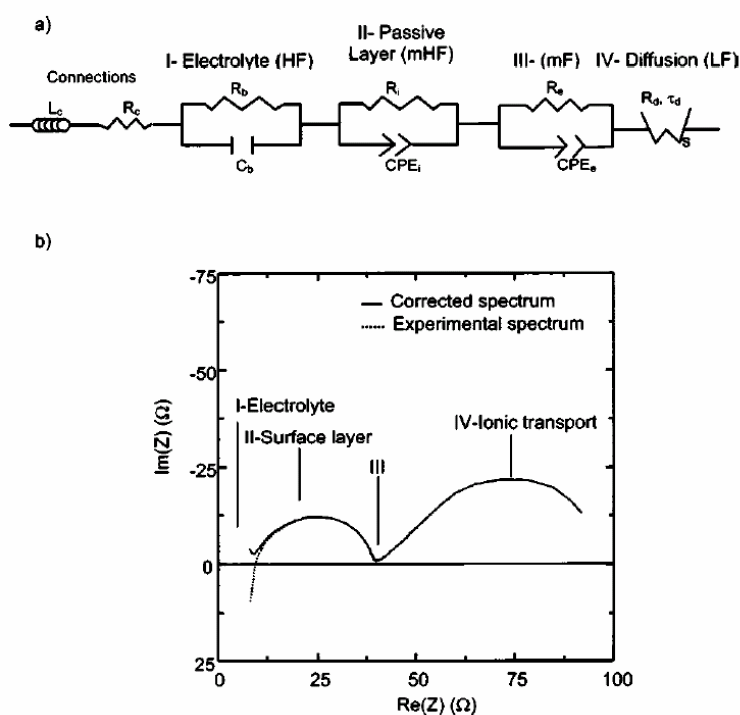 a)
II- Passive
Layer (mHF)
I- Electrolyte (HF)
III- (mF)
IV- Diffusion (LF)
Connections
Lc
Rc
Rb
Ri
Re
Rd, τd
S
Cb
CPEi
CPEe
b)
-75
-50
-25
0
25
Im(Z) (Ω)
Corrected spectrum
Experimental spectrum
I-Electrolyte
II-Surface layer
III
IV-Ionic transport
0 25 50 75 100
Re(Z) (Ω)